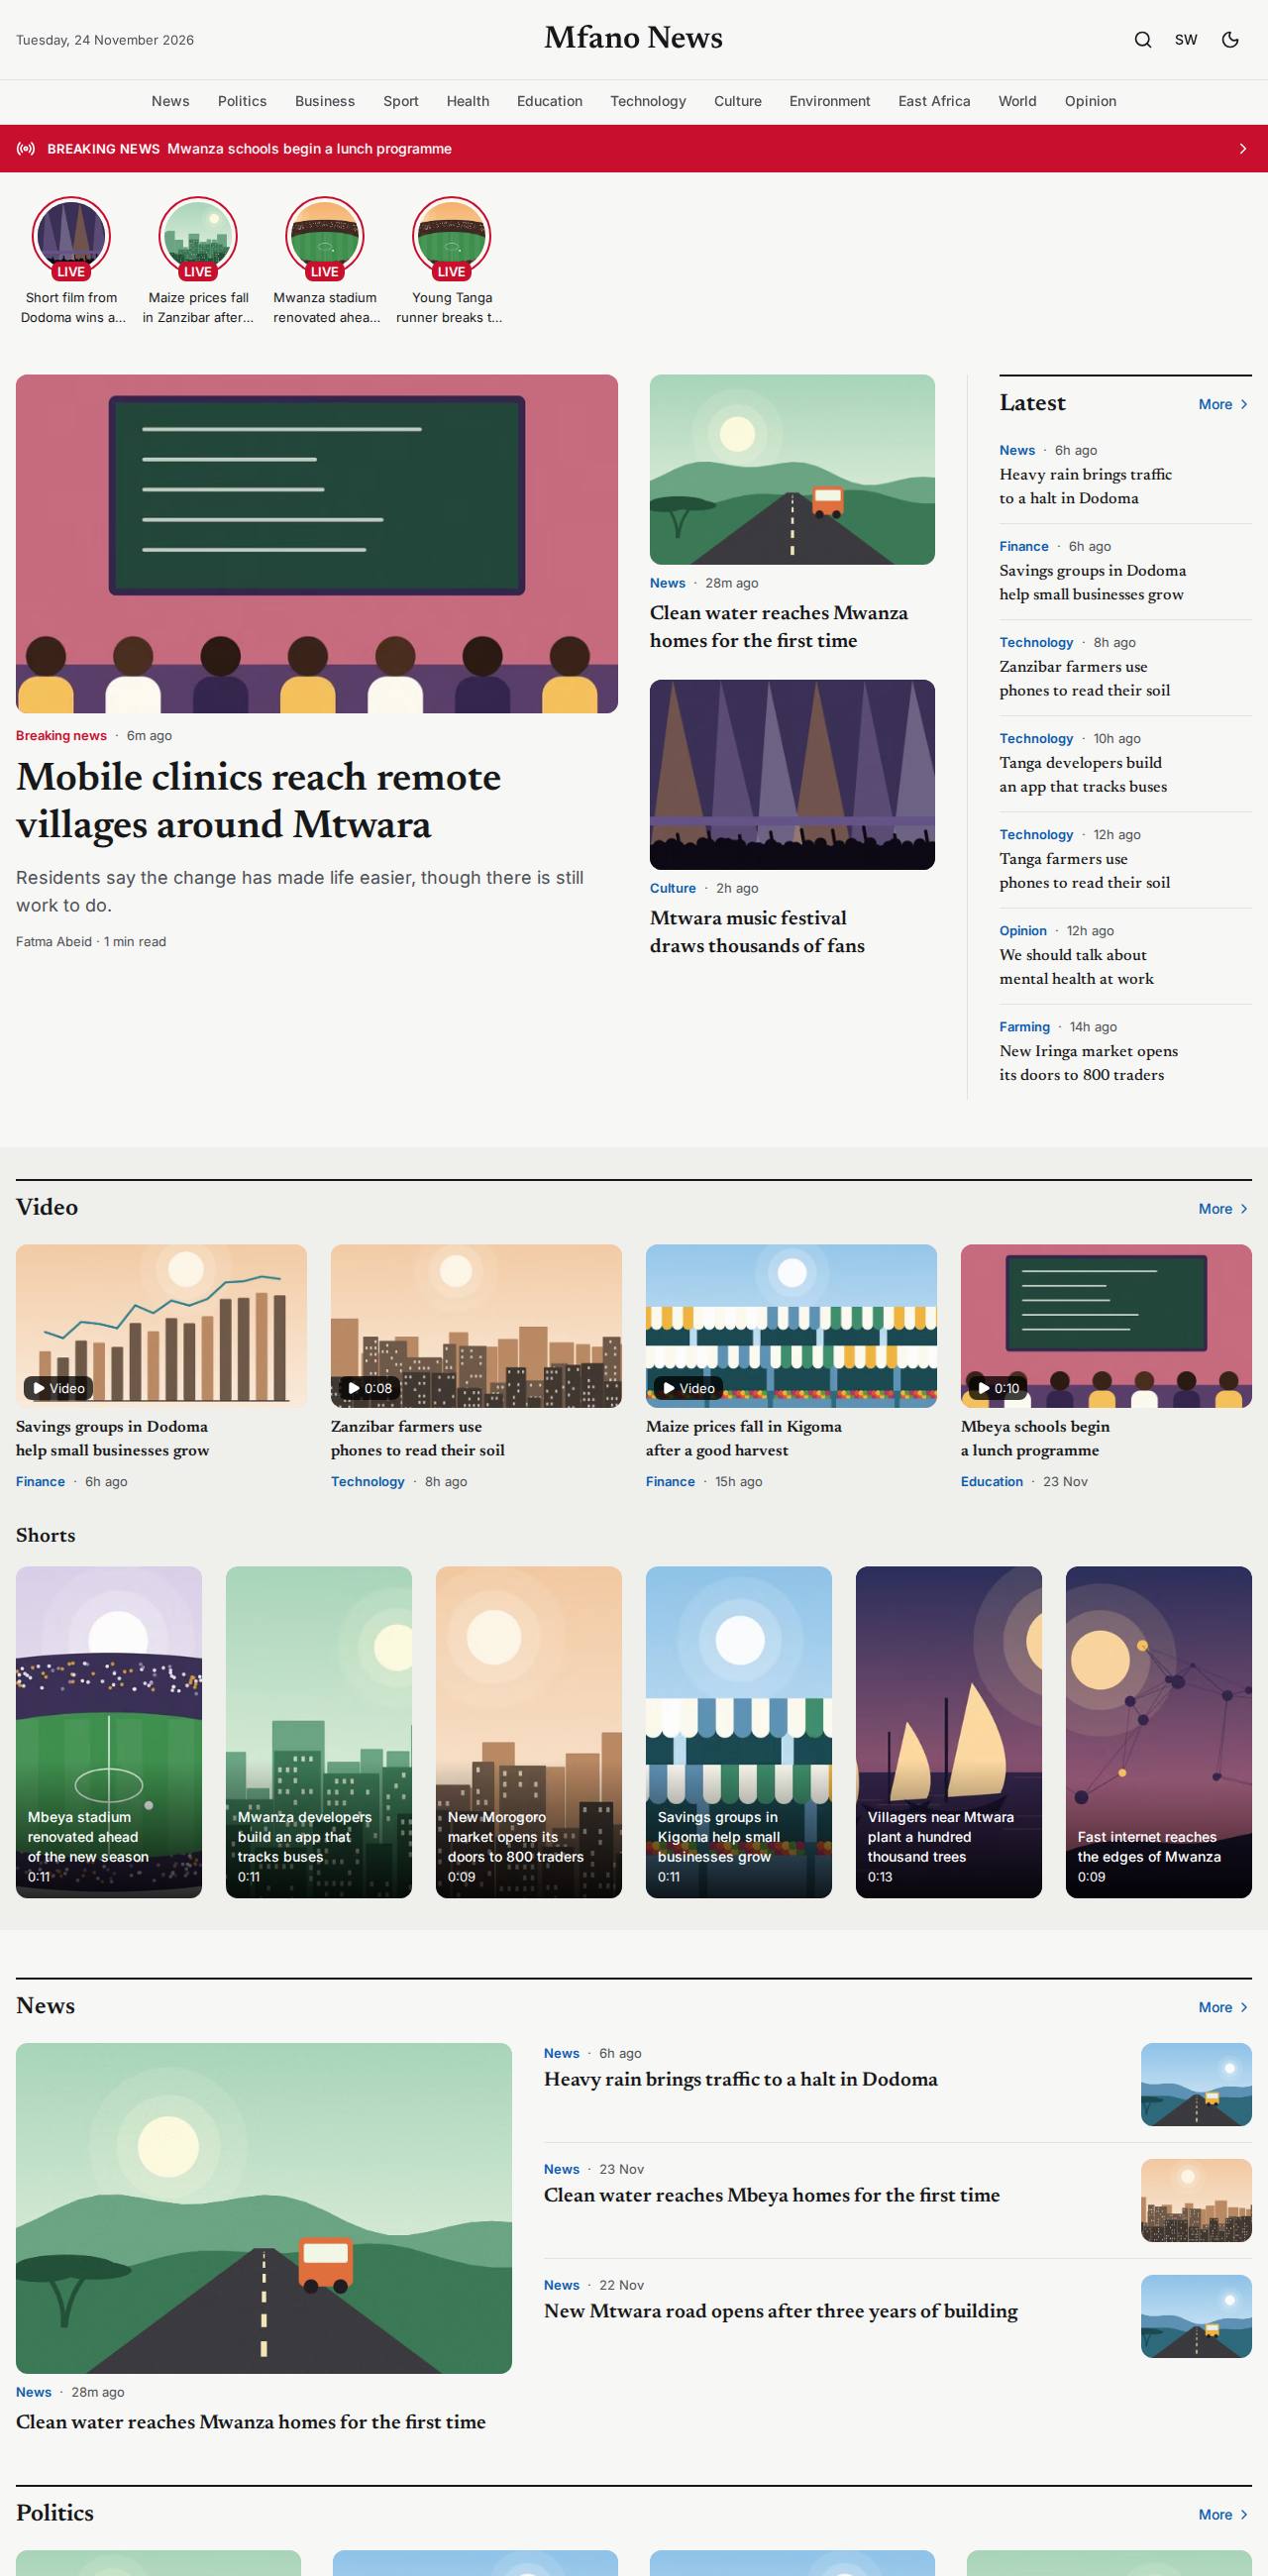 Tuesday, 24 November 2026
Mfano News
SW
News Politics Business Sport Health Education Technology Culture Environment East Africa World Opinion
BREAKING NEWS Mwanza schools begin a lunch programme
LIVE
Short film from
Dodoma wins a...
LIVE
Maize prices fall
in Zanzibar after...
LIVE
Mwanza stadium
renovated ahea...
LIVE
Young Tanga
runner breaks t...
Breaking news · 6m ago
Mobile clinics reach remote
villages around Mtwara
Residents say the change has made life easier, though there is still
work to do.
Fatma Abeid · 1 min read
News · 28m ago
Clean water reaches Mwanza
homes for the first time
Culture · 2h ago
Mtwara music festival
draws thousands of fans
Latest
More
News · 6h ago
Heavy rain brings traffic
to a halt in Dodoma
Finance · 6h ago
Savings groups in Dodoma
help small businesses grow
Technology · 8h ago
Zanzibar farmers use
phones to read their soil
Technology · 10h ago
Tanga developers build
an app that tracks buses
Technology · 12h ago
Tanga farmers use
phones to read their soil
Opinion · 12h ago
We should talk about
mental health at work
Farming · 14h ago
New Iringa market opens
its doors to 800 traders
Video
More
Video
Savings groups in Dodoma
help small businesses grow
Finance · 6h ago
0:08
Zanzibar farmers use
phones to read their soil
Technology · 8h ago
Video
Maize prices fall in Kigoma
after a good harvest
Finance · 15h ago
0:10
Mbeya schools begin
a lunch programme
Education · 23 Nov
Shorts
Mbeya stadium
renovated ahead
of the new season
0:11
Mwanza developers
build an app that
tracks buses
0:11
New Morogoro
market opens its
doors to 800 traders
0:09
Savings groups in
Kigoma help small
businesses grow
0:11
Villagers near Mtwara
plant a hundred
thousand trees
0:13
Fast internet reaches
the edges of Mwanza
0:09
News
More
News · 28m ago
Clean water reaches Mwanza homes for the first time
News · 6h ago
Heavy rain brings traffic to a halt in Dodoma
News · 23 Nov
Clean water reaches Mbeya homes for the first time
News · 22 Nov
New Mtwara road opens after three years of building
Politics
More